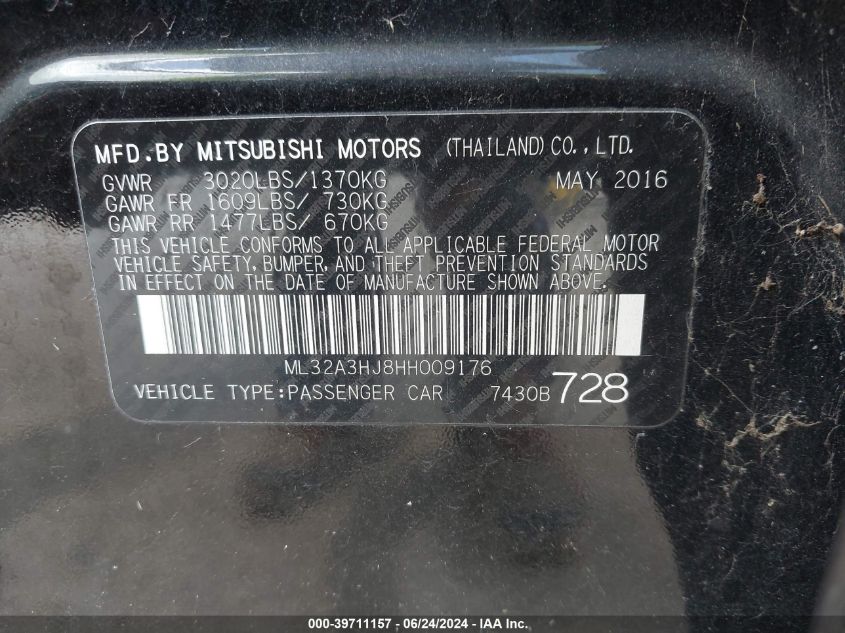 MFD.BY MITSUBISHI MOTORS (THAILAND)CO.,LTD.
GVWR 3020LBS/1370KG MAY 2016
GAWR FR 1609LBS/ 730KG
GAWR RR 1477LBS/ 670KG
THIS VEHICLE CONFORMS TO ALL APPLICABLE FEDERAL MOTOR
VEHICLE SAFETY, BUMPER, AND THEFT PREVENTION STANDARDS
IN EFFECT ON THE DATE OF MANUFACTURE SHOWN ABOVE.
ML32A3HJ8HH009176
VEHICLE TYPE:PASSENGER CAR 7430B 728
000-39711157 - 06/24/2024 - IAA Inc.